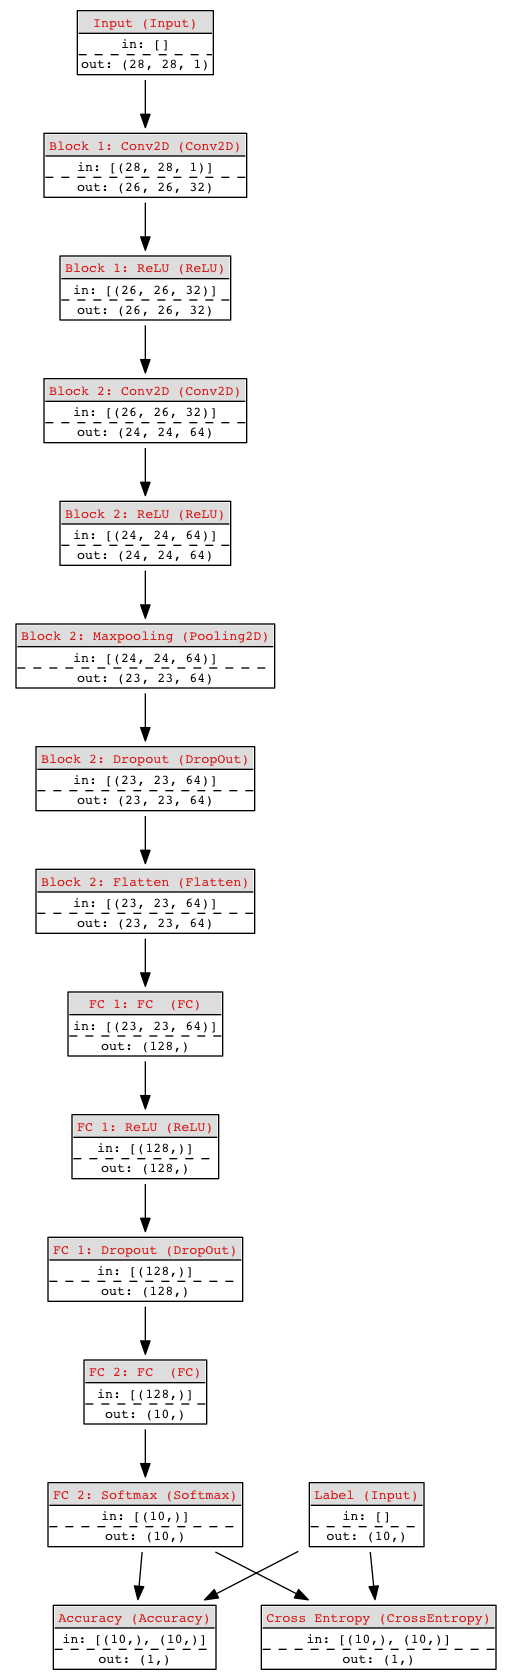 Input (Input)
in: []
out: (28, 28, 1)
Block 1: Conv2D (Conv2D)
in: [(28, 28, 1)]
out: (26, 26, 32)
Block 1: ReLU (ReLU)
in: [(26, 26, 32)]
out: (26, 26, 32)
Block 2: Conv2D (Conv2D)
in: [(26, 26, 32)]
out: (24, 24, 64)
Block 2: ReLU (ReLU)
in: [(24, 24, 64)]
out: (24, 24, 64)
Block 2: Maxpooling (Pooling2D)
in: [(24, 24, 64)]
out: (23, 23, 64)
Block 2: Dropout (DropOut)
in: [(23, 23, 64)]
out: (23, 23, 64)
Block 2: Flatten (Flatten)
in: [(23, 23, 64)]
out: (23, 23, 64)
FC 1: FC  (FC)
in: [(23, 23, 64)]
out: (128,)
FC 1: ReLU (ReLU)
in: [(128,)]
out: (128,)
FC 1: Dropout (DropOut)
in: [(128,)]
out: (128,)
FC 2: FC  (FC)
in: [(128,)]
out: (10,)
FC 2: Softmax (Softmax)
in: [(10,)]
out: (10,)
Label (Input)
in: []
out: (10,)
Accuracy (Accuracy)
in: [(10,), (10,)]
out: (1,)
Cross Entropy (CrossEntropy)
in: [(10,), (10,)]
out: (1,)